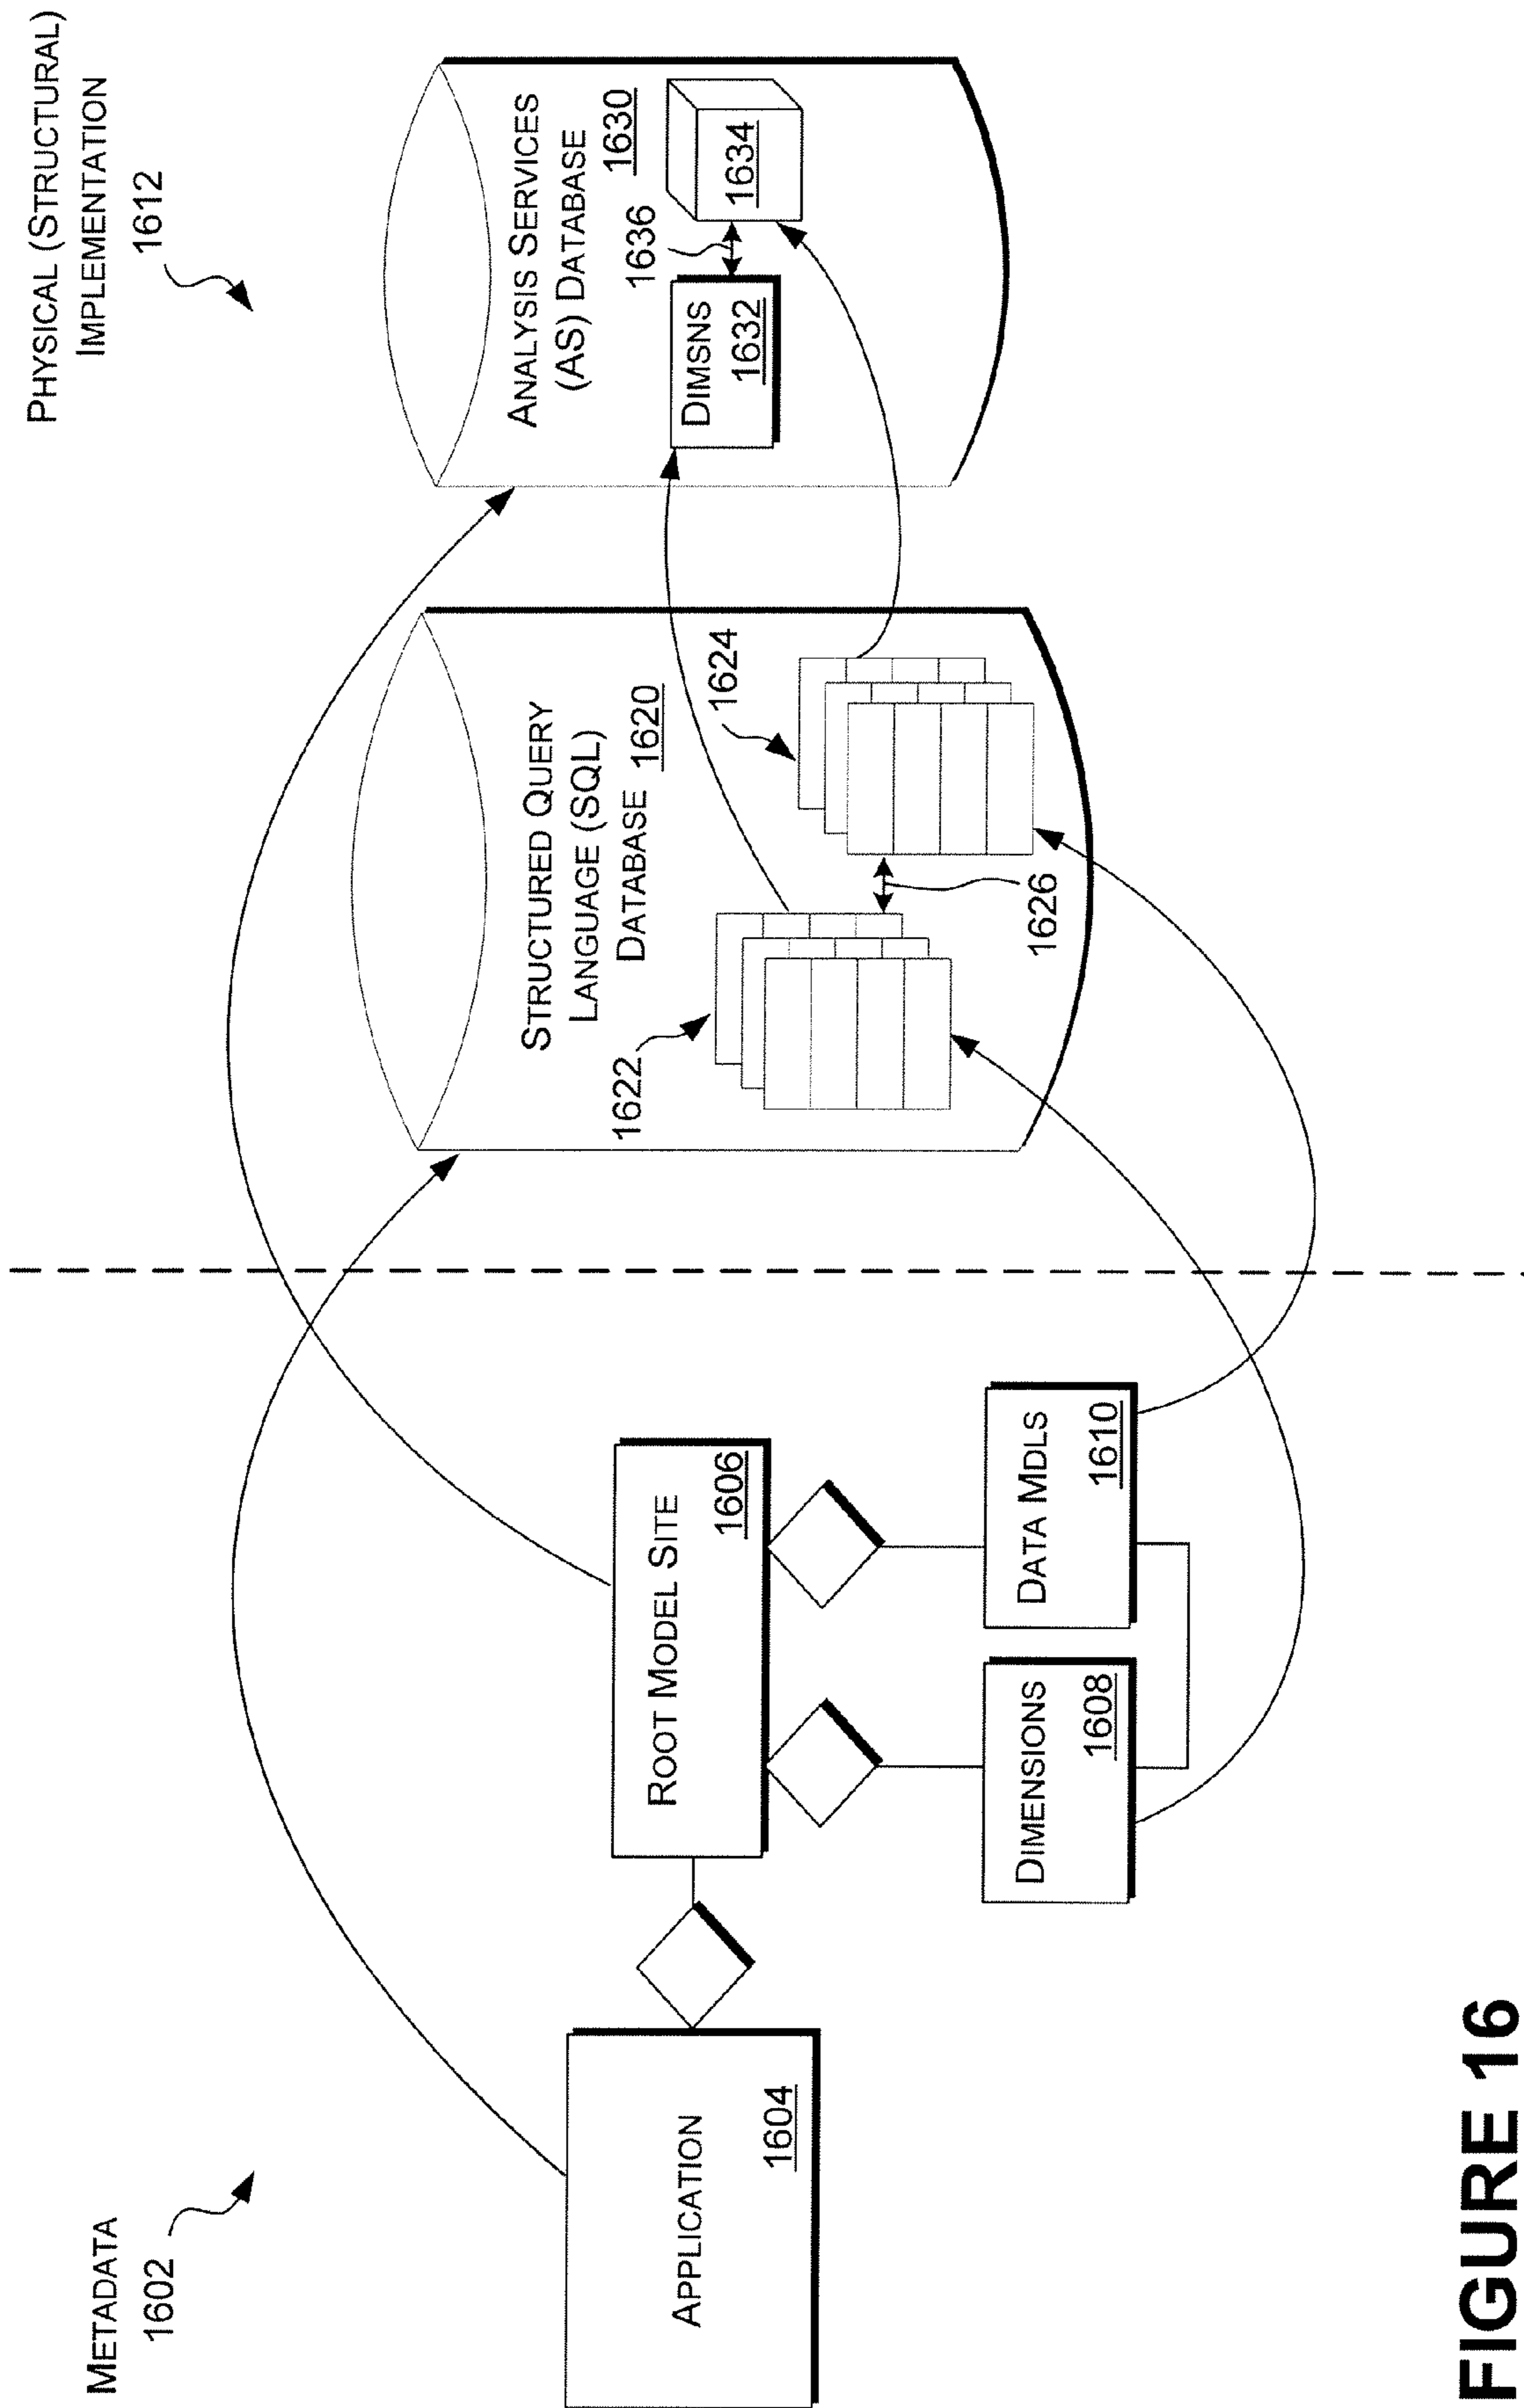 METADATA
1602
PHYSICAL (STRUCTURAL)
IMPLEMENTATION
1612
APPLICATION
1604
ROOT MODEL SITE
1606
DIMENSIONS
1608
DATA MDLS
1610
STRUCTURED QUERY
LANGUAGE (SQL)
DATABASE 1620
1622
1624
1626
ANALYSIS SERVICES
(AS) DATABASE
1630
DIMSNS
1632
1636
1634
FIGURE 16